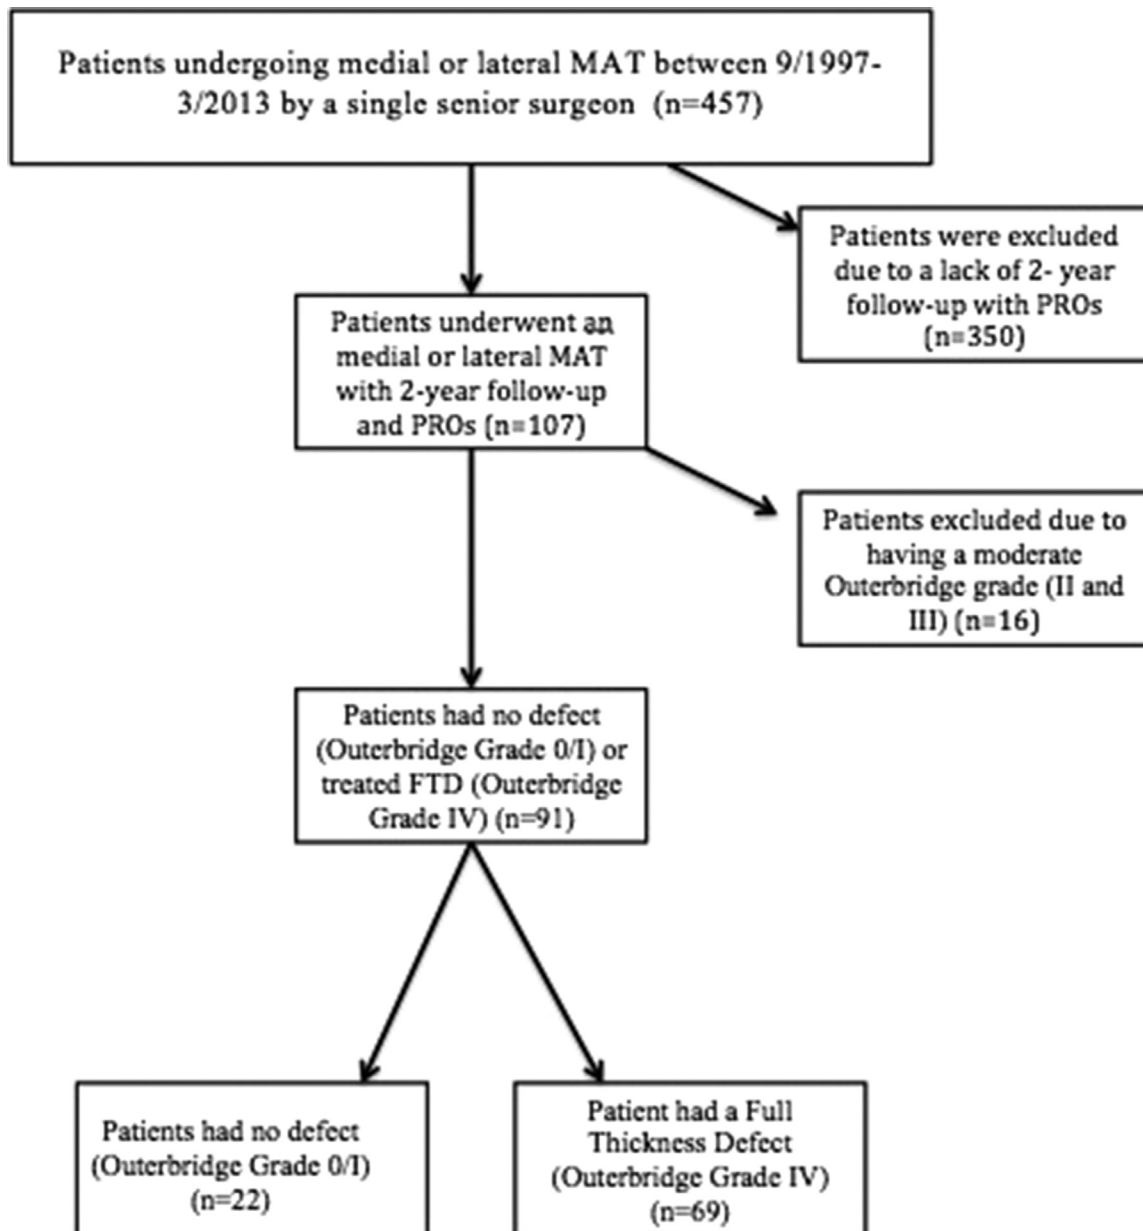 Patients undergoing medial or lateral MAT between 9/1997-
3/2013 by a single senior surgeon (n=457)
Patients were excluded
due to a lack of 2- year
follow-up with PROs
(n=350)
Patients underwent an
medial or lateral MAT
with 2-year follow-up
and PROs (n=107)
Patients excluded due to
having a moderate
Outerbridge grade (II and
III) (n=16)
Patients had no defect
(Outerbridge Grade 0/I) or
treated FTD (Outerbridge
Grade IV) (n=91)
Patients had no defect
(Outerbridge Grade 0/I)
(n=22)
Patient had a Full
Thickness Defect
(Outerbridge Grade IV)
(n=69)